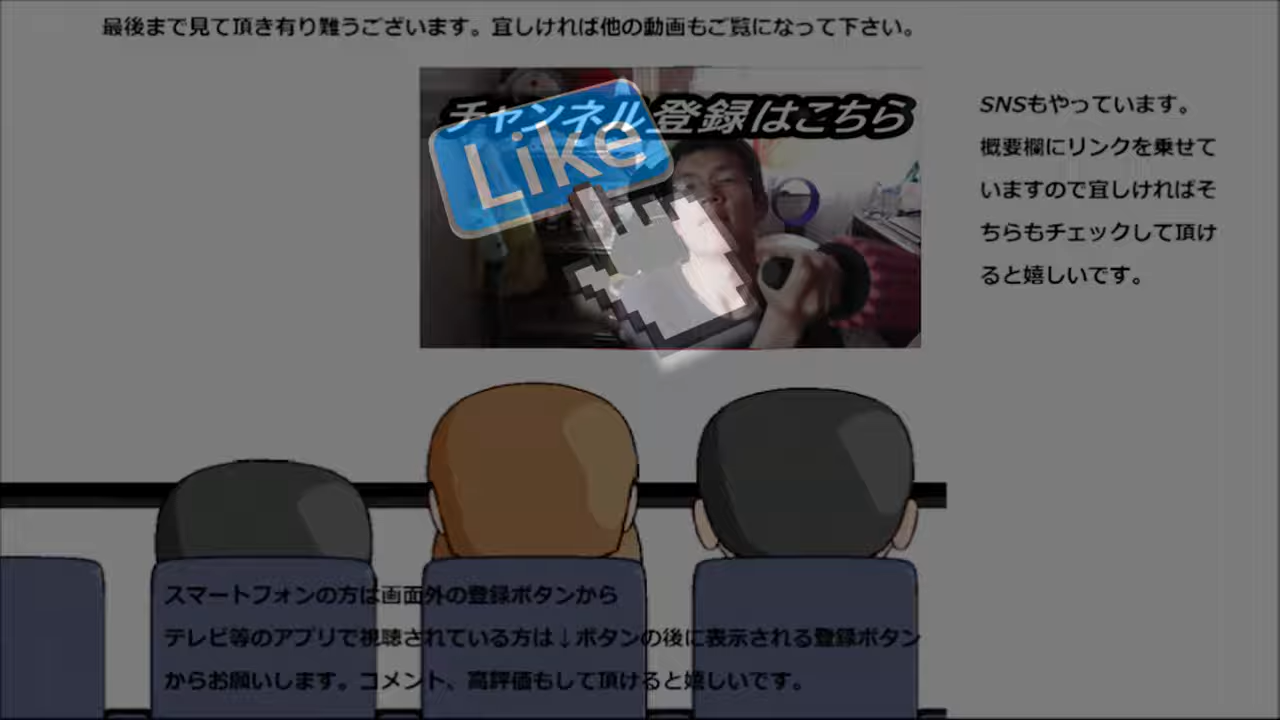 最後まで見て頂き有り難うございます。宜しければ他の動画もご覧になって下さい。
チャンネル登録はこちら
Like
SNSもやっています。
概要欄にリンクを乗せて
いますので宜しければそ
ちらもチェックして頂け
ると嬉しいです。
スマートフォンの方は画面外の登録ボタンから
テレビ等のアプリで視聴されている方は↓ボタンの後に表示される登録ボタン
からお願いします。コメント、高評価もして頂けると嬉しいです。